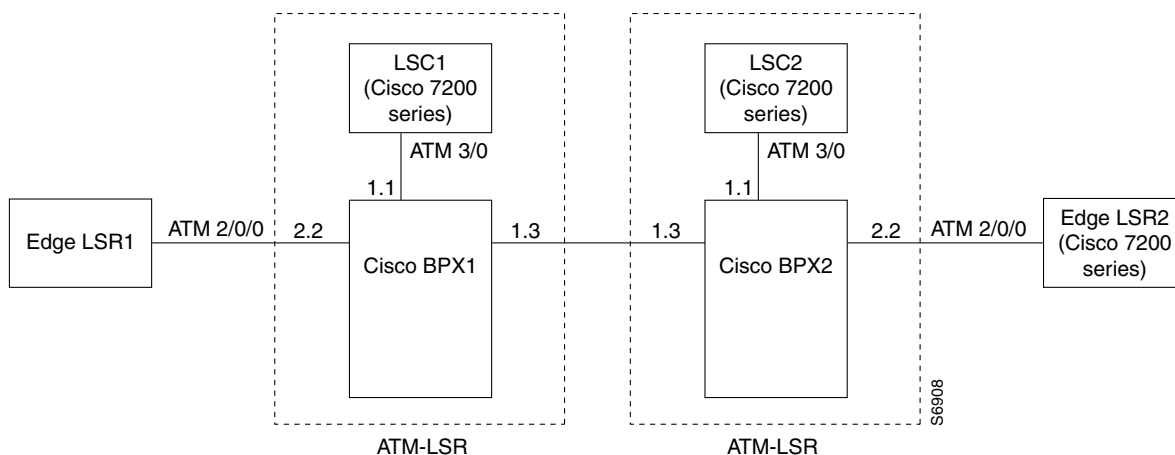 LSC1
(Cisco 7200
series)
LSC2
(Cisco 7200
series)
ATM 3/0
ATM 3/0
1.1
1.1
Edge LSR1
ATM 2/0/0
2.2
Cisco BPX1
1.3
1.3
Cisco BPX2
2.2
ATM 2/0/0
Edge LSR2
(Cisco 7200
series)
S6908
ATM-LSR
ATM-LSR